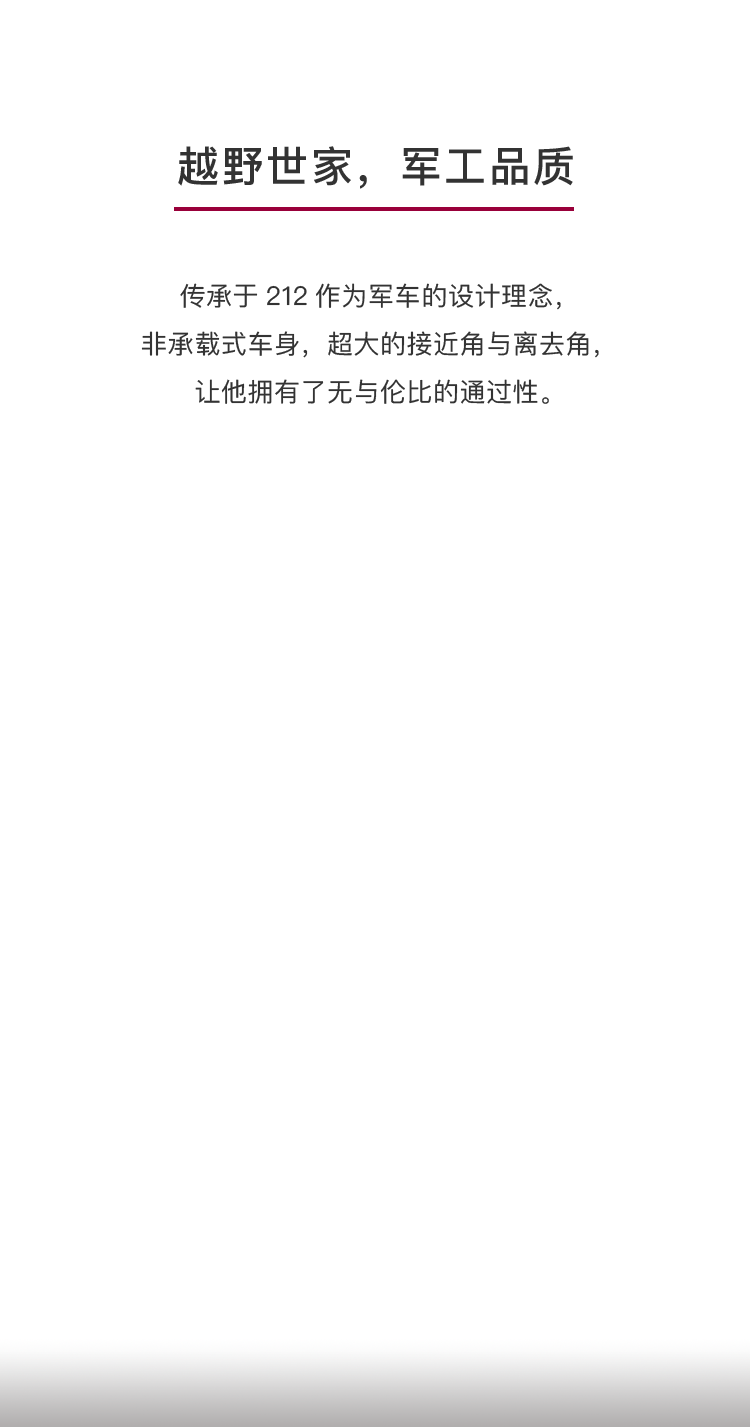 越野世家，军工品质
传承于 212 作为军车的设计理念，
非承载式车身，超大的接近角与离去角，
让他拥有了无与伦比的通过性。